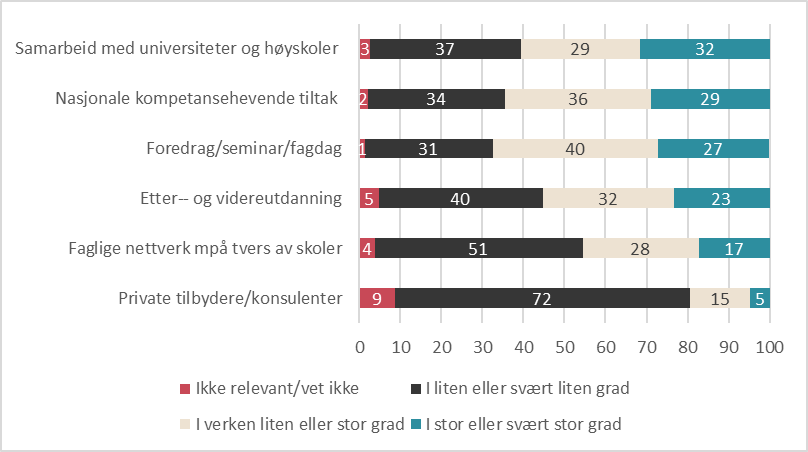 Samarbeid med universiteter og høyskoler 3 37 29 32
Nasjonale kompetansehevende tiltak 2 34 36 29
Foredrag/seminar/fagdag 1 31 40 27
Etter-- og videreutdanning 5 40 32 23
Faglige nettverk mpå tvers av skoler 4 51 28 17
Private tilbydere/konsulenter 9 72 15 5
0 10 20 30 40 50 60 70 80 90 100
Ikke relevant/vet ikke I liten eller svært liten grad
I verken liten eller stor grad I stor eller svært stor grad